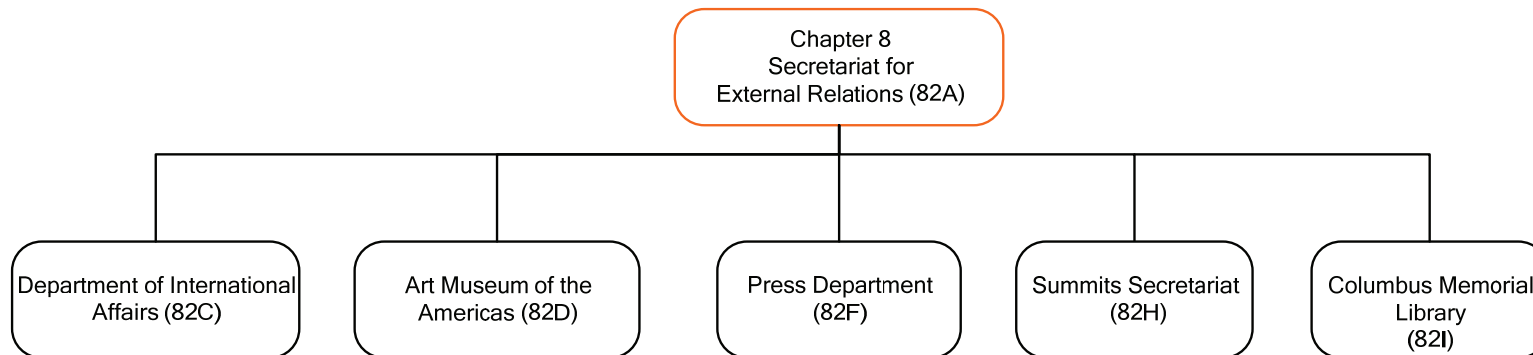 Chapter 8
Secretariat for
External Relations (82A)
Department of International
Affairs (82C)
Art Museum of the
Americas (82D)
Press Department
(82F)
Summits Secretariat
(82H)
Columbus Memorial
Library
(82I)